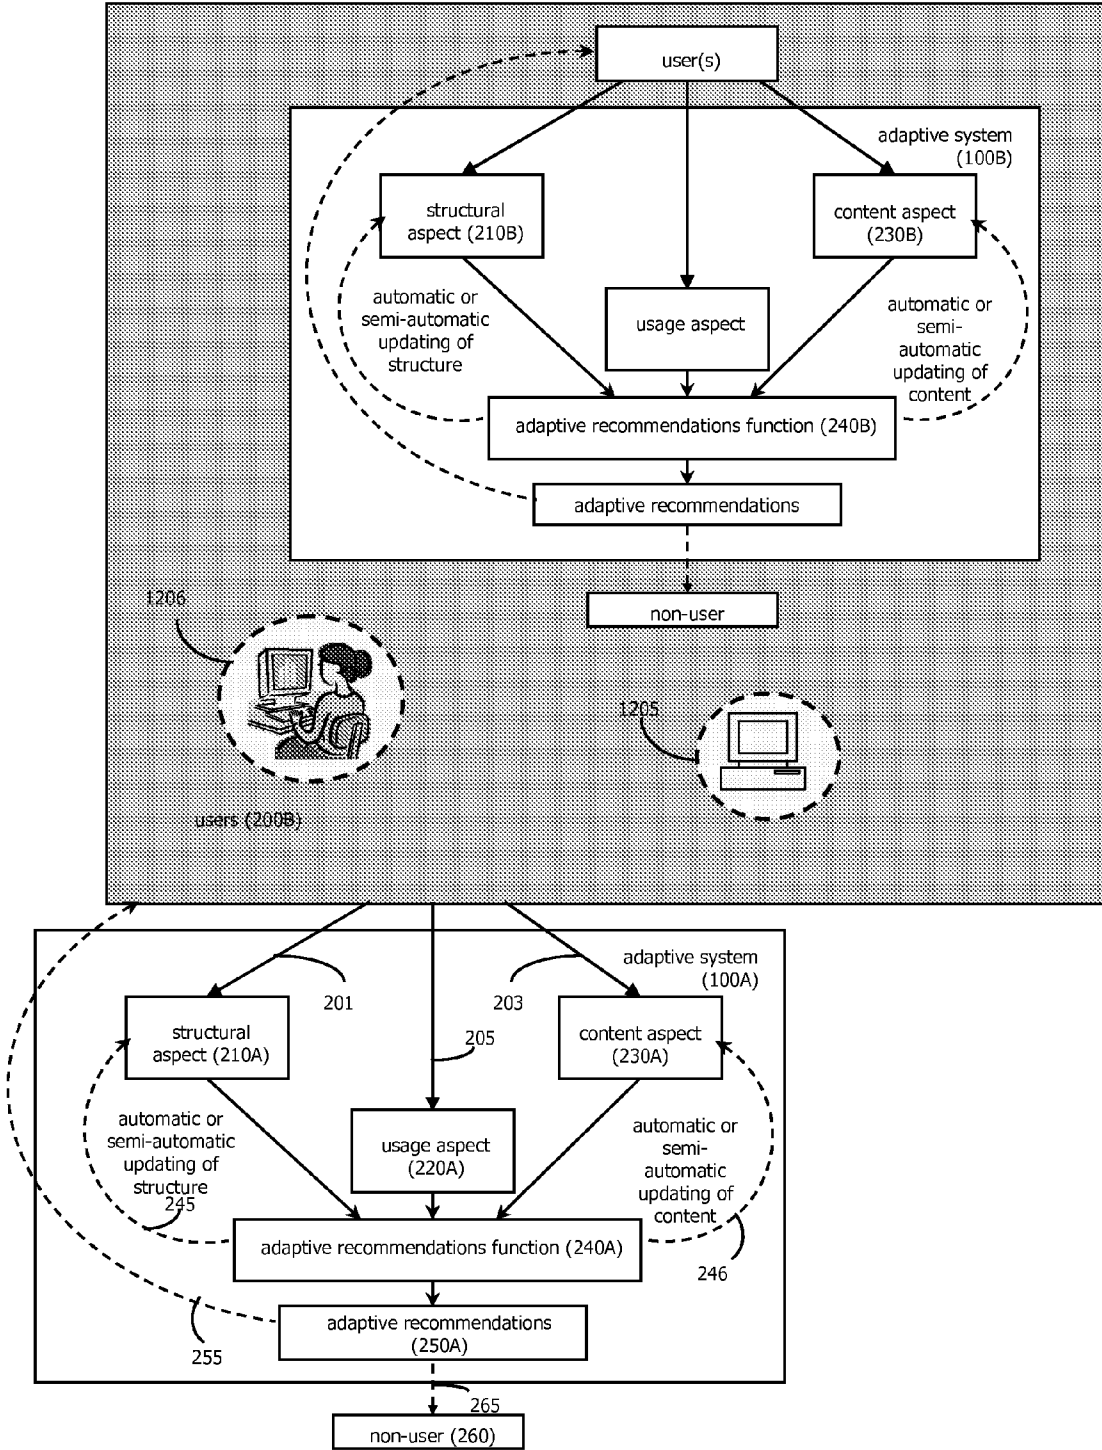 user(s)
adaptive system
(100B)
structural
aspect (210B)
content aspect
(230B)
automatic or
semi-automatic
updating of
structure
usage aspect
automatic or
semi-
automatic
updating of
content
adaptive recommendations function (240B)
adaptive recommendations
non-user
1206
1205
users (200B)
adaptive system
(100A)
201
203
structural
aspect (210A)
205
content aspect
(230A)
automatic or
semi-automatic
updating of
structure
245
usage aspect
(220A)
automatic or
semi-
automatic
updating of
content
adaptive recommendations function (240A)
246
adaptive recommendations
(250A)
255
265
non-user (260)